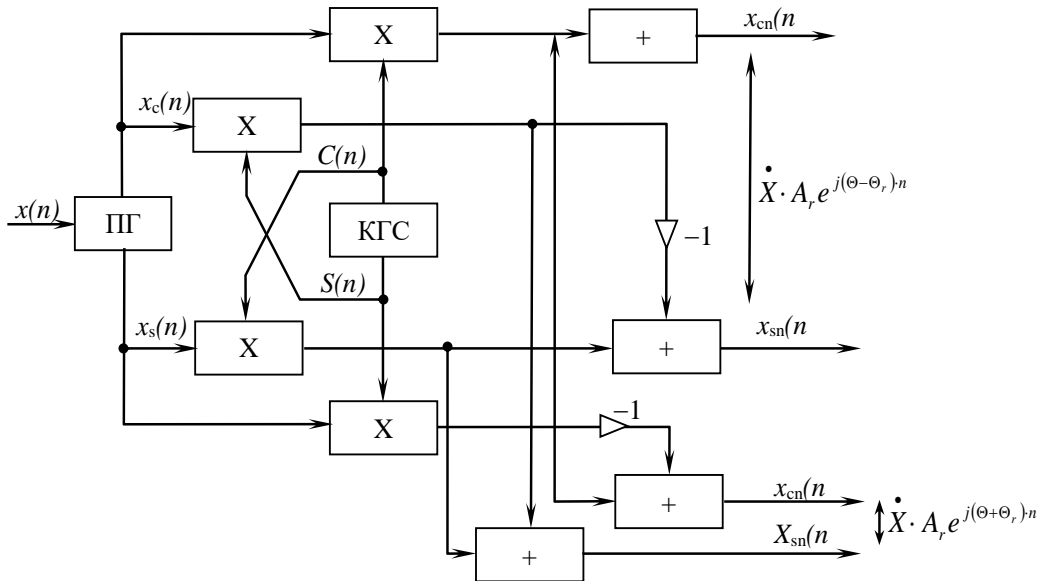 X
+
x_cn(n
x_c(n)
X
C(n)
Ẋ · A_r e^{j(Θ−Θ_r)·n}
x(n)
ПГ
КГС
−1
S(n)
x_s(n)
X
+
x_sn(n
X
−1
+
x_cn(n
Ẋ · A_r e^{j(Θ+Θ_r)·n}
+
X_sn(n